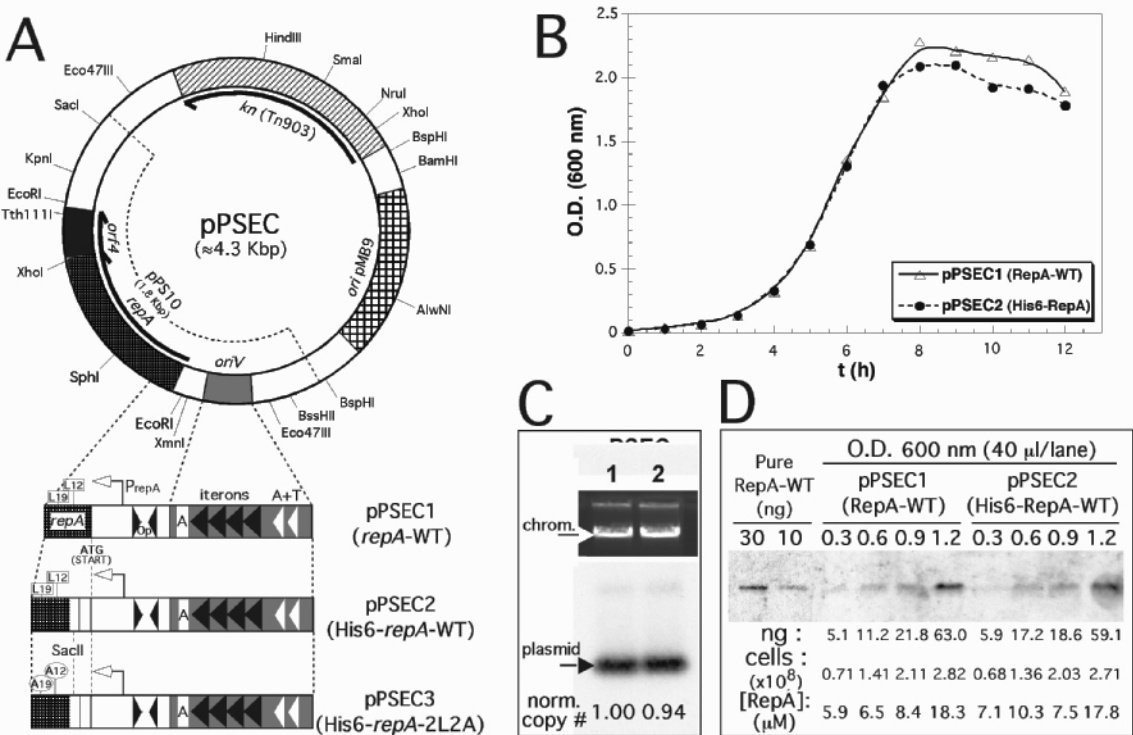 A
HindIII
SmaI
Eco47III
NruI
SacI
XhoI
kn (Tn903)
BspHI
KpnI
BamHI
EcoRI
Tth111I
pPSEC
(≈4.3 Kbp)
orf4
ori pMB9
XhoI
pPS10
(1.8 Kbp)
repA
AlwNI
SphI
oriV
EcoRI
BspHI
BssHII
XmnI
Eco47III
L12
L19
PrepA
iterons
A+T
repA
Op
A
pPSEC1
(repA-WT)
ATG
(START)
L12
L19
A
pPSEC2
(His6-repA-WT)
SacII
A12
A19
A
pPSEC3
(His6-repA-2L2A)
B
O.D. (600 nm)
2.5
2.0
1.5
1.0
0.5
0
pPSEC1 (RepA-WT)
pPSEC2 (His6-RepA)
0 2 4 6 8 10 12
t (h)
C
1 2
chrom.
plasmid
norm. copy # 1.00 0.94
D
O.D. 600 nm (40 µl/lane)
Pure RepA-WT (ng)
pPSEC1 (RepA-WT)
pPSEC2 (His6-RepA-WT)
30 10 0.3 0.6 0.9 1.2 0.3 0.6 0.9 1.2
ng : 5.1 11.2 21.8 63.0 5.9 17.2 18.6 59.1
cells : (x10⁸) 0.71 1.41 2.11 2.82 0.68 1.36 2.03 2.71
[RepA]: (µM) 5.9 6.5 8.4 18.3 7.1 10.3 7.5 17.8